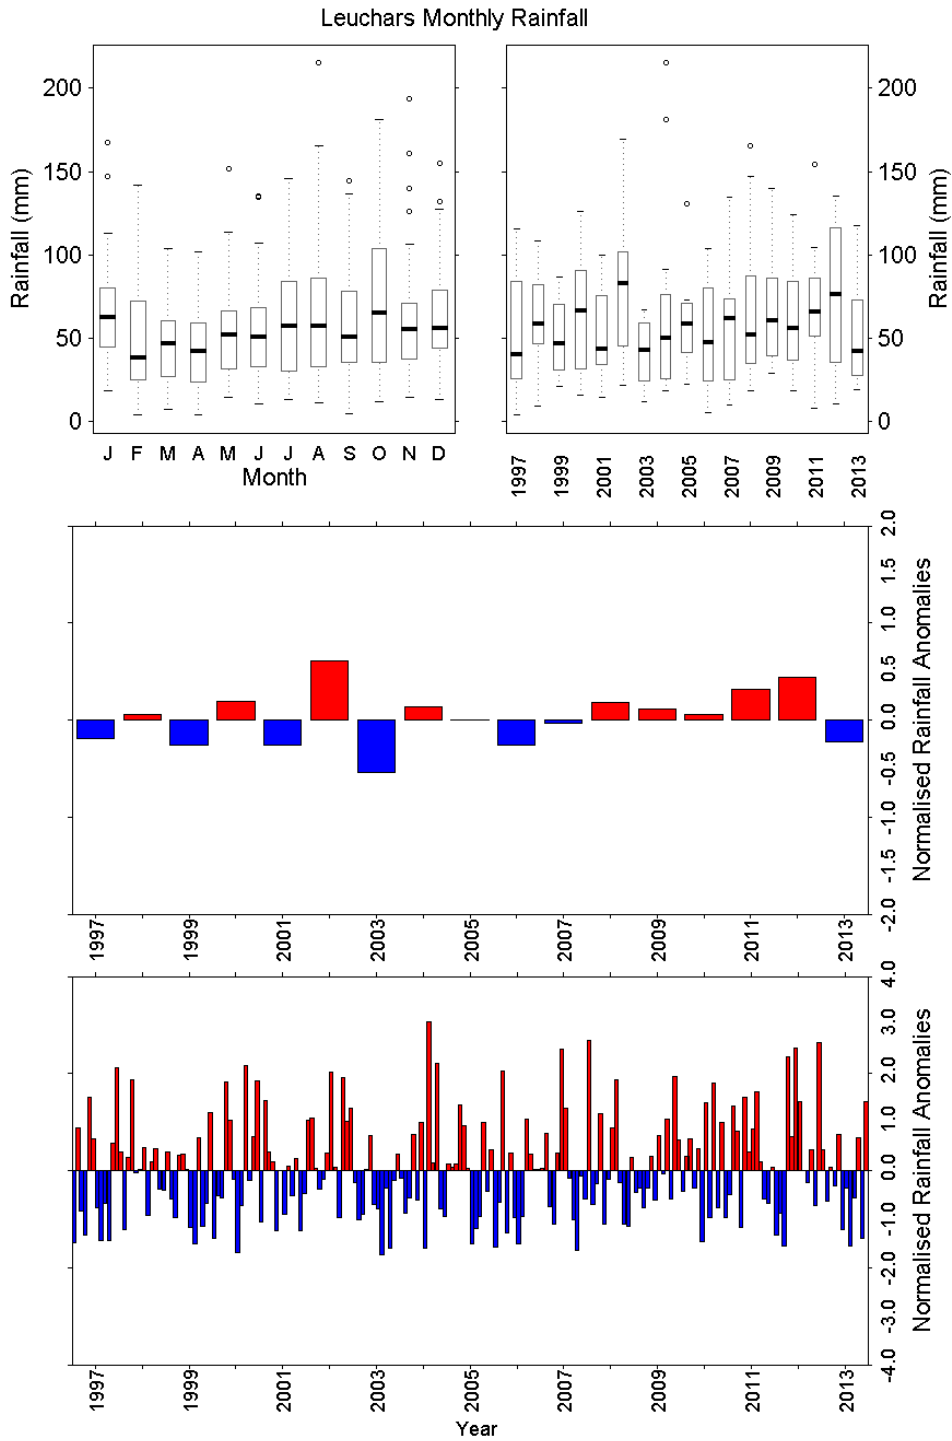 Leuchars Monthly Rainfall
Rainfall (mm)
200
150
100
50
0
J F M A M J J A S O N D
Month
200
150
100
50
0
Rainfall (mm)
1997 1999 2001 2003 2005 2007 2009 2011 2013
2.0
1.5
1.0
0.5
0.0
-0.5
-1.0
-1.5
-2.0
Normalised Rainfall Anomalies
1997 1999 2001 2003 2005 2007 2009 2011 2013
4.0
3.0
2.0
1.0
0.0
-1.0
-2.0
-3.0
-4.0
Normalised Rainfall Anomalies
1997 1999 2001 2003 2005 2007 2009 2011 2013
Year